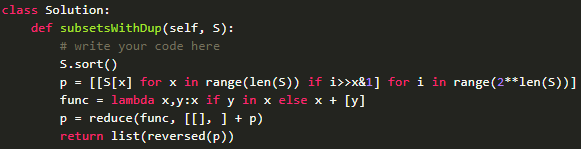 class Solution:
    def subsetsWithDup(self, S):
        # write your code here
        S.sort()
        p = [[S[x] for x in range(len(S)) if i>>x&1] for i in range(2**len(S))]
        func = lambda x,y:x if y in x else x + [y]
        p = reduce(func, [[], ] + p)
        return list(reversed(p))